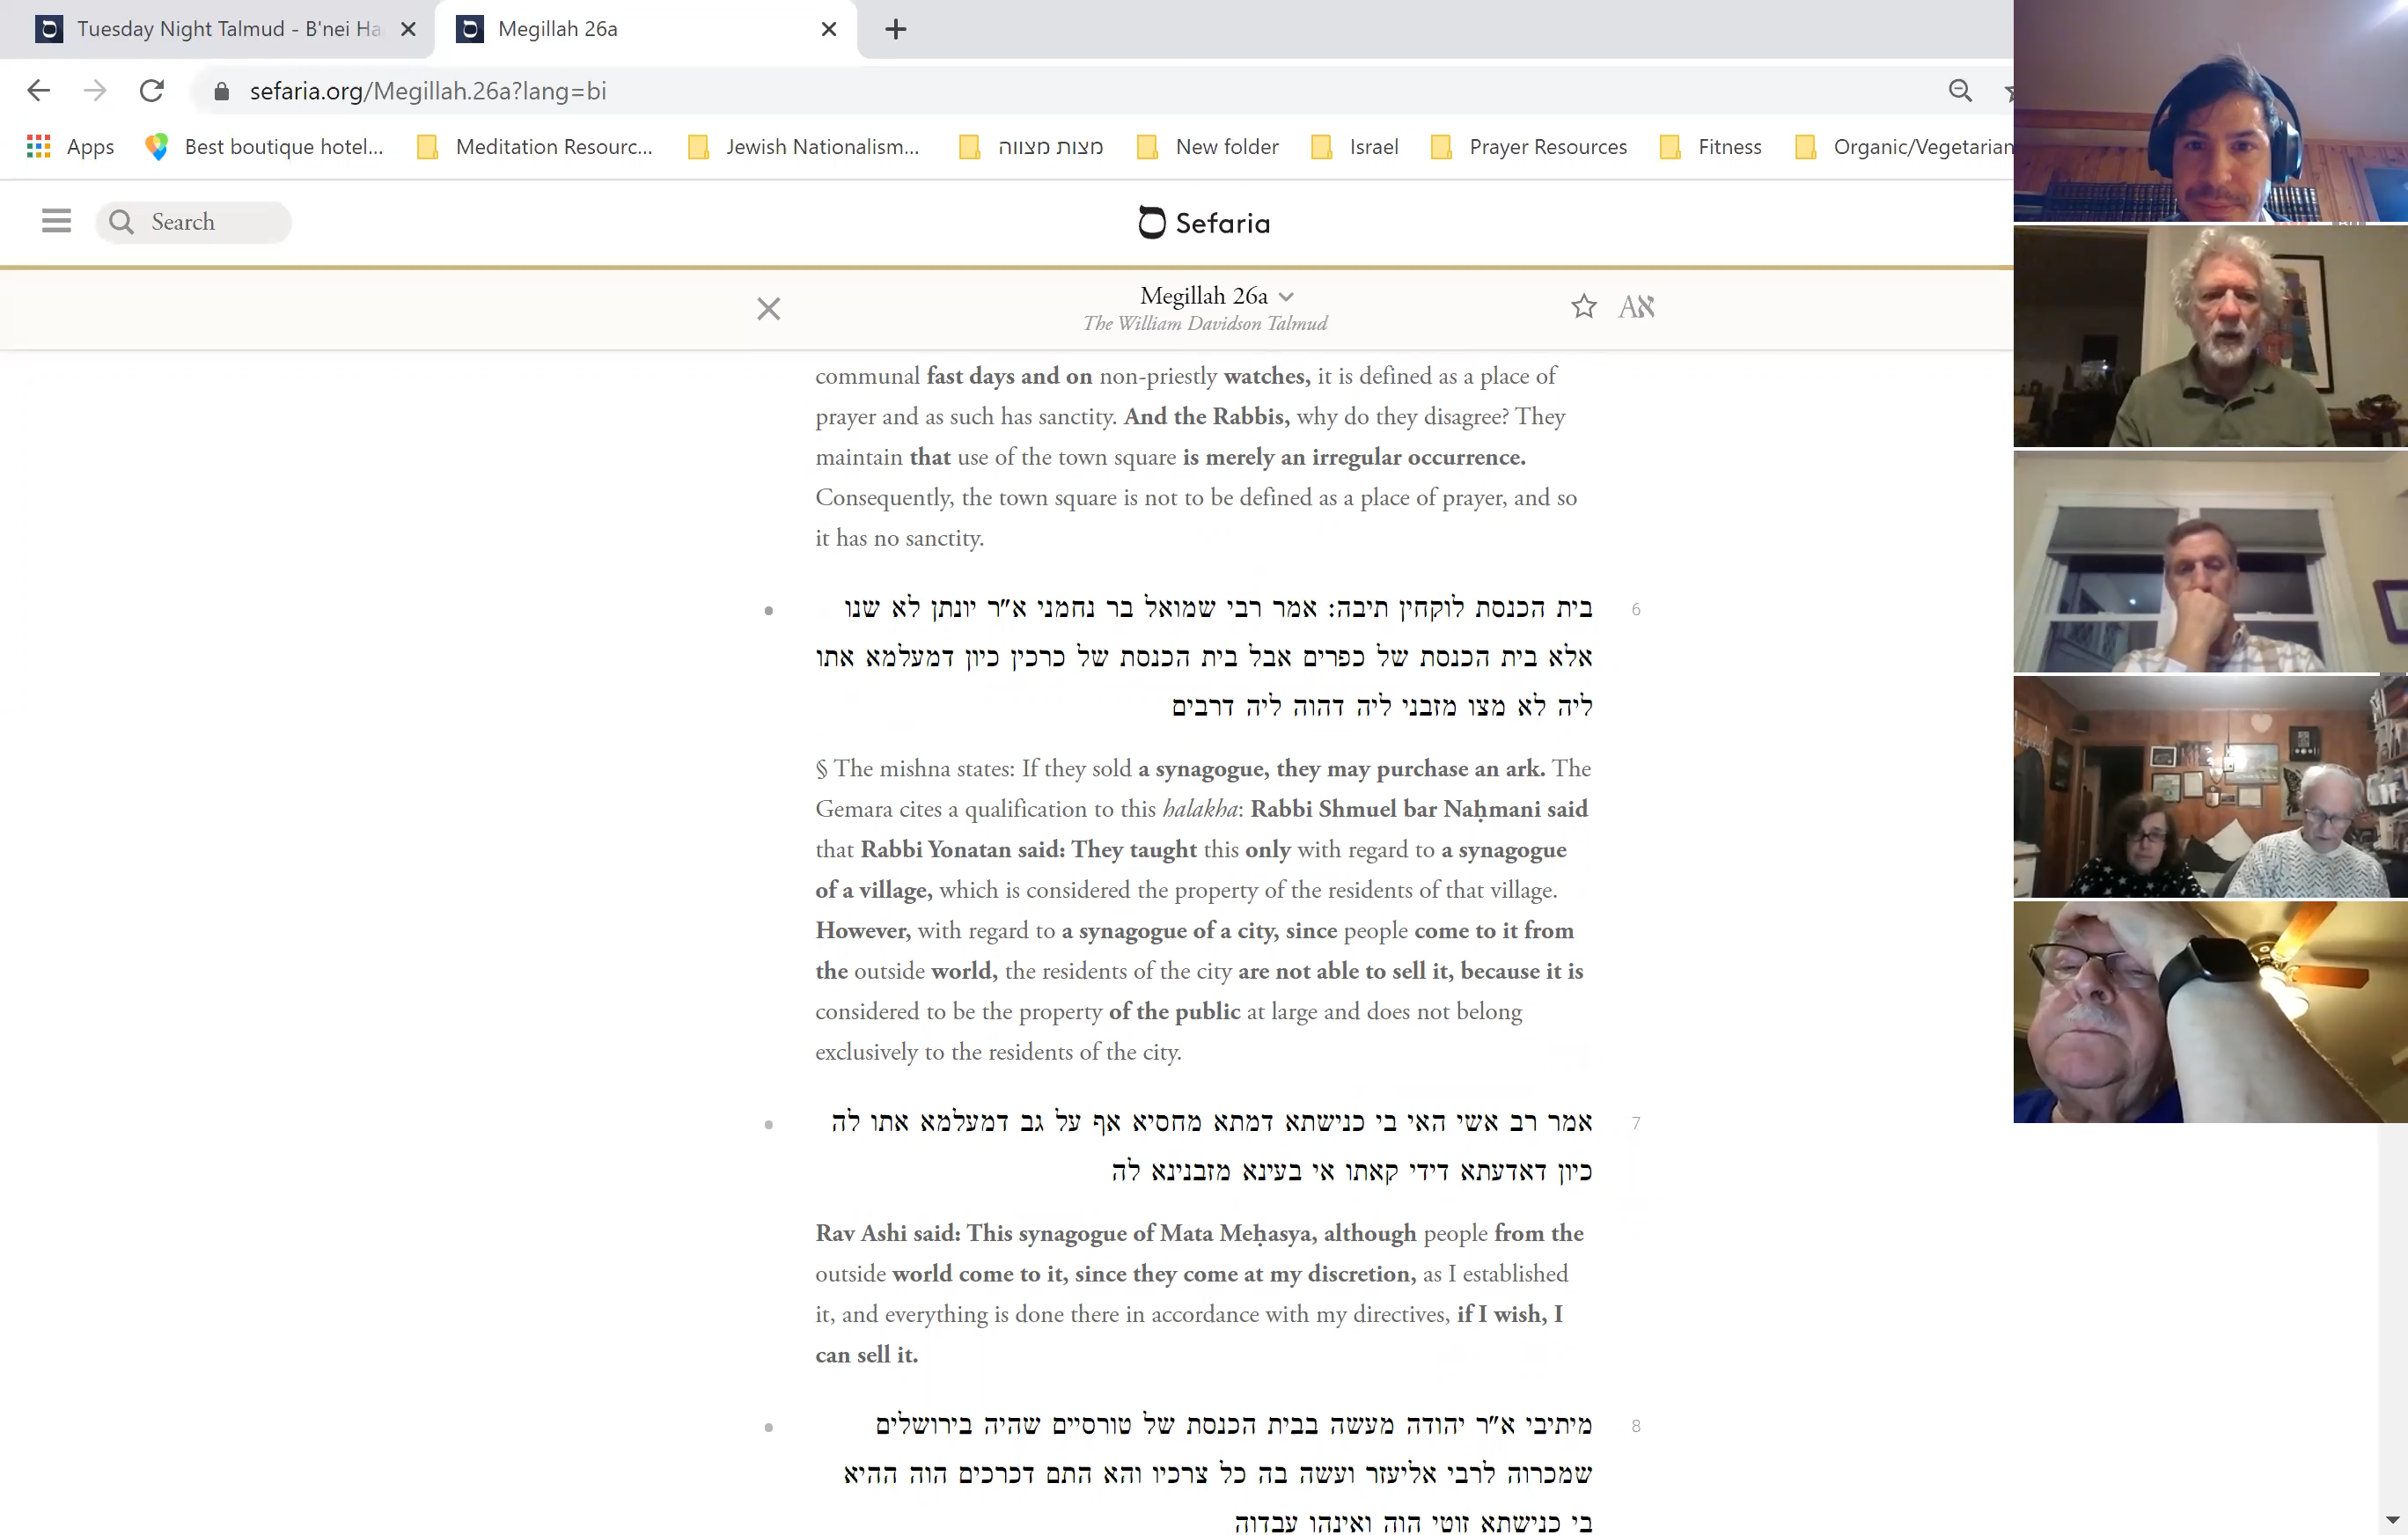 Tuesday Night Talmud - B'nei Ha
Megillah 26a
sefaria.org/Megillah.26a?lang=bi
Apps
Best boutique hotel...
Meditation Resourc...
Jewish Nationalism...
מצות מצווה
New folder
Israel
Prayer Resources
Fitness
Organic/Vegetarian
Search
Sefaria
Megillah 26a
The William Davidson Talmud
Aא
communal fast days and on non-priestly watches, it is defined as a place of
prayer and as such has sanctity. And the Rabbis, why do they disagree? They
maintain that use of the town square is merely an irregular occurrence.
Consequently, the town square is not to be defined as a place of prayer, and so
it has no sanctity.
6
בית הכנסת לוקחין תיבה: אמר רבי שמואל בר נחמני א"ר יונתן לא שנו
אלא בית הכנסת של כפרים אבל בית הכנסת של כרכין כיון דמעלמא אתו
ליה לא מצו מזבני ליה דהוה ליה דרבים
§ The mishna states: If they sold a synagogue, they may purchase an ark. The
Gemara cites a qualification to this halakha: Rabbi Shmuel bar Naḥmani said
that Rabbi Yonatan said: They taught this only with regard to a synagogue
of a village, which is considered the property of the residents of that village.
However, with regard to a synagogue of a city, since people come to it from
the outside world, the residents of the city are not able to sell it, because it is
considered to be the property of the public at large and does not belong
exclusively to the residents of the city.
7
אמר רב אשי האי בי כנישתא דמתא מחסיא אף על גב דמעלמא אתו לה
כיון דאדעתא דידי קאתו אי בעינא מזבנינא לה
Rav Ashi said: This synagogue of Mata Meḥasya, although people from the
outside world come to it, since they come at my discretion, as I established
it, and everything is done there in accordance with my directives, if I wish, I
can sell it.
8
מיתיבי א"ר יהודה מעשה בבית הכנסת של טורסיים שהיה בירושלים
שמכרוה לרבי אליעזר ועשה בה כל צרכיו והא התם דכרכים הוה ההיא
בי כנישתא זוטי הוה ואינהו עבדוה